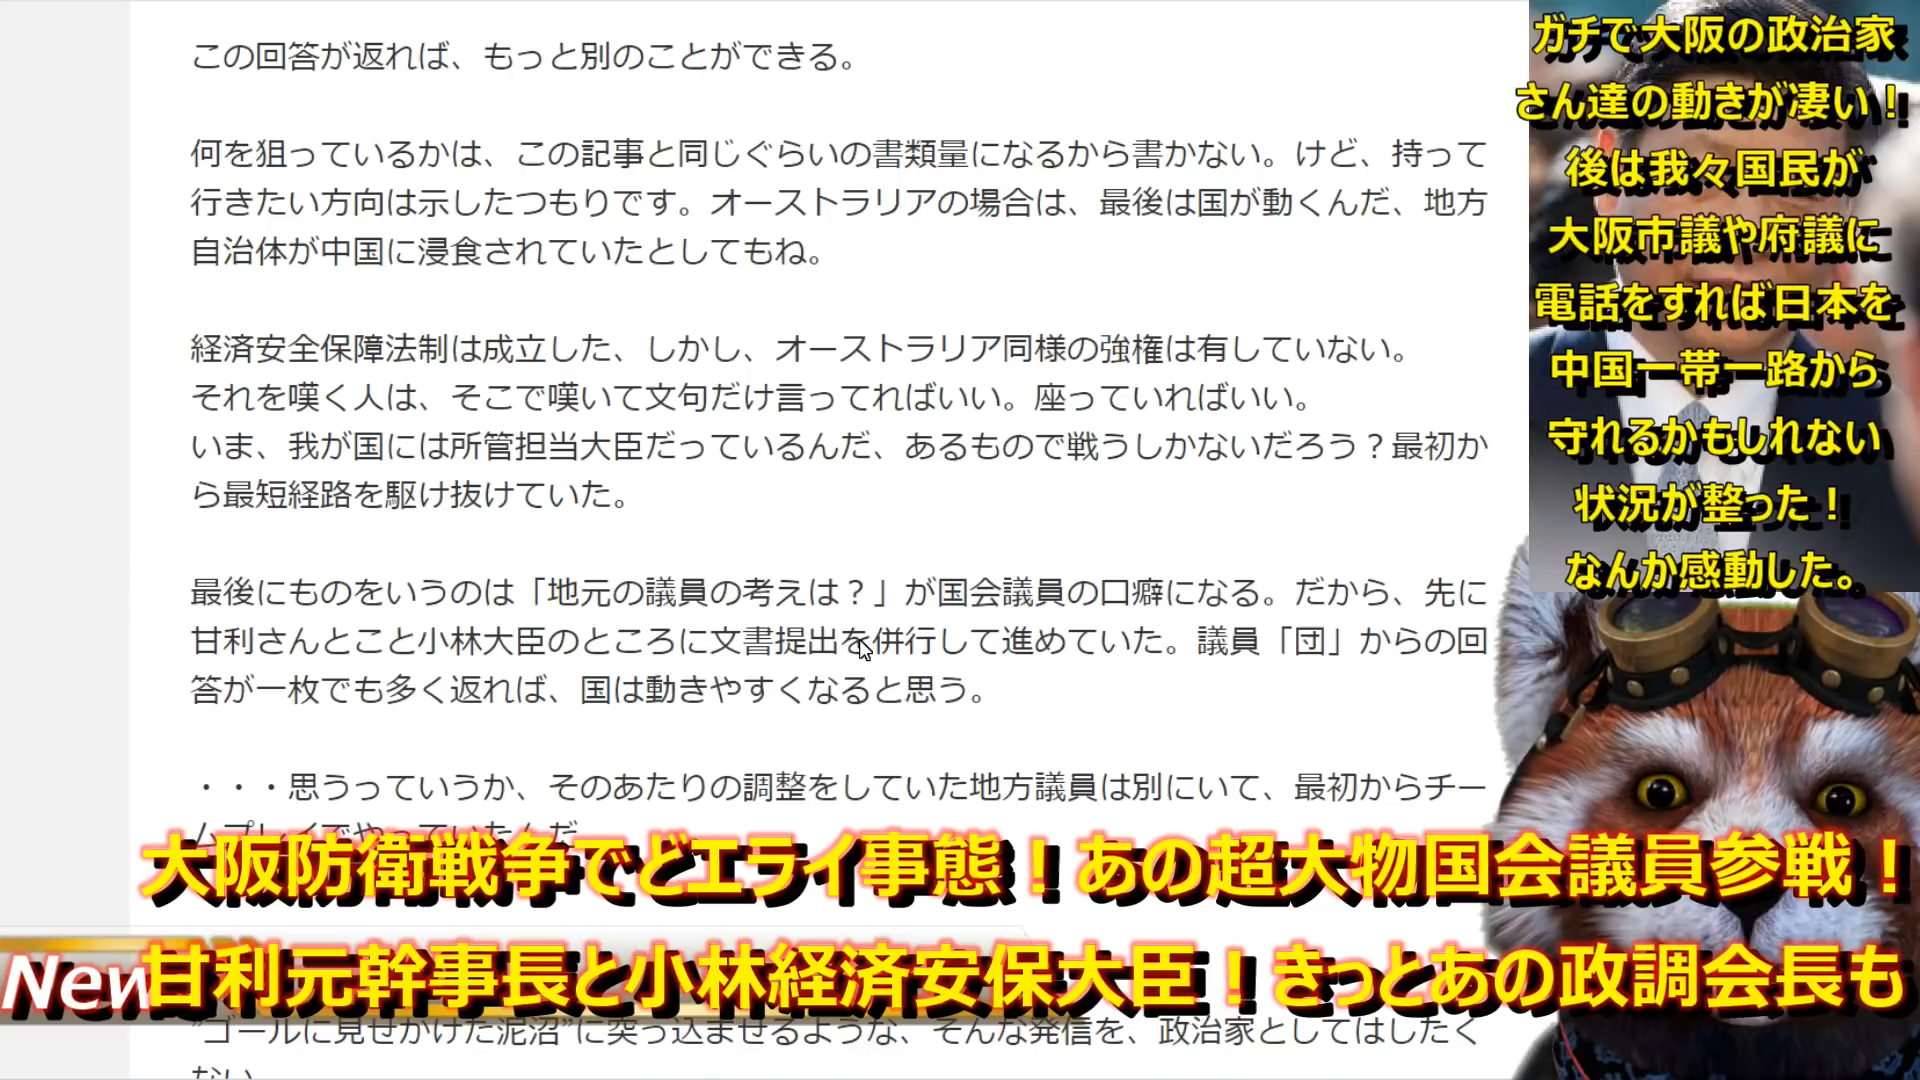 この回答が返れば、もっと別のことができる。
何を狙っているかは、この記事と同じぐらいの書類量になるから書かない。けど、持って
行きたい方向は示したつもりです。オーストラリアの場合は、最後は国が動くんだ、地方
自治体が中国に浸食されていたとしてもね。
経済安全保障法制は成立した、しかし、オーストラリア同様の強権は有していない。
それを嘆く人は、そこで嘆いて文句だけ言ってればいい。座っていればいい。
いま、我が国には所管担当大臣だっているんだ、あるもので戦うしかないだろう？最初か
ら最短経路を駆け抜けていた。
最後にものをいうのは「地元の議員の考えは？」が国会議員の口癖になる。だから、先に
甘利さんとこと小林大臣のところに文書提出を併行して進めていた。議員「団」からの回
答が一枚でも多く返れば、国は動きやすくなると思う。
・・・思うっていうか、そのあたりの調整をしていた地方議員は別にいて、最初からチー
ムプレイでやっていたんだ
大阪防衛戦争でどエライ事態！あの超大物国会議員参戦！
New
甘利元幹事長と小林経済安保大臣！きっとあの政調会長も
”ゴールに見せかけた泥沼”に突っ込ませるような、そんな発信を、政治家としてはしたく
ない
ガチで大阪の政治家
さん達の動きが凄い！
後は我々国民が
大阪市議や府議に
電話をすれば日本を
中国一帯一路から
守れるかもしれない
状況が整った！
なんか感動した。